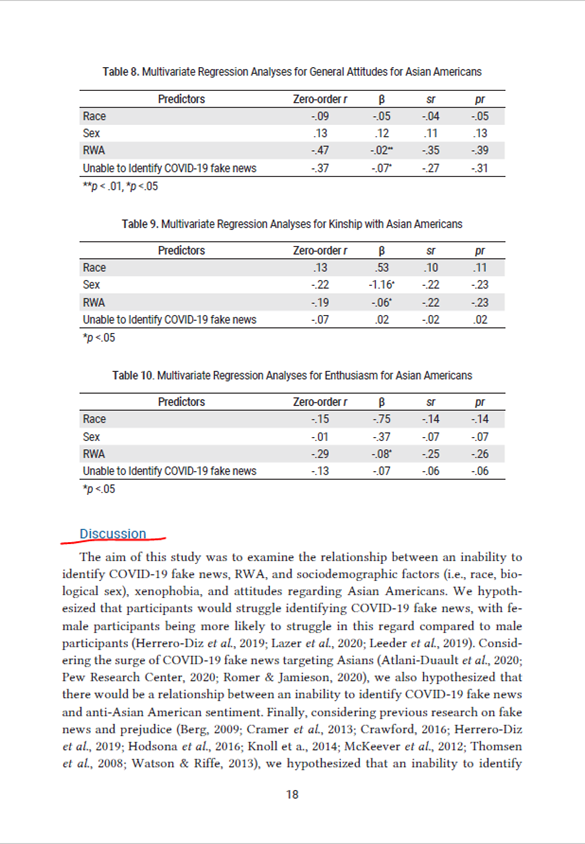 Table 8. Multivariate Regression Analyses for General Attitudes for Asian Americans
Predictors Zero-order r β sr pr
Race -.09 -.05 -.04 -.05
Sex .13 .12 .11 .13
RWA -.47 -.02** -.35 -.39
Unable to Identify COVID-19 fake news -.37 -.07* -.27 -.31
**p < .01, *p <.05
Table 9. Multivariate Regression Analyses for Kinship with Asian Americans
Predictors Zero-order r β sr pr
Race .13 .53 .10 .11
Sex -.22 -1.16* -.22 -.23
RWA -.19 -.06* -.22 -.23
Unable to Identify COVID-19 fake news -.07 .02 -.02 .02
*p <.05
Table 10. Multivariate Regression Analyses for Enthusiasm for Asian Americans
Predictors Zero-order r β sr pr
Race -.15 -.75 -.14 -.14
Sex -.01 -.37 -.07 -.07
RWA -.29 -.08* -.25 -.26
Unable to Identify COVID-19 fake news -.13 -.07 -.06 -.06
*p <.05
Discussion
The aim of this study was to examine the relationship between an inability to
identify COVID-19 fake news, RWA, and sociodemographic factors (i.e., race, bio-
logical sex), xenophobia, and attitudes regarding Asian Americans. We hypoth-
esized that participants would struggle identifying COVID-19 fake news, with fe-
male participants being more likely to struggle in this regard compared to male
participants (Herrero-Diz et al., 2019; Lazer et al., 2020; Leeder et al., 2019). Consid-
ering the surge of COVID-19 fake news targeting Asians (Atlani-Duault et al., 2020;
Pew Research Center, 2020; Romer & Jamieson, 2020), we also hypothesized that
there would be a relationship between an inability to identify COVID-19 fake news
and anti-Asian American sentiment. Finally, considering previous research on fake
news and prejudice (Berg, 2009; Cramer et al., 2013; Crawford, 2016; Herrero-Diz
et al., 2019; Hodsona et al., 2016; Knoll et a., 2014; McKeever et al., 2012; Thomsen
et al., 2008; Watson & Riffe, 2013), we hypothesized that an inability to identify
18